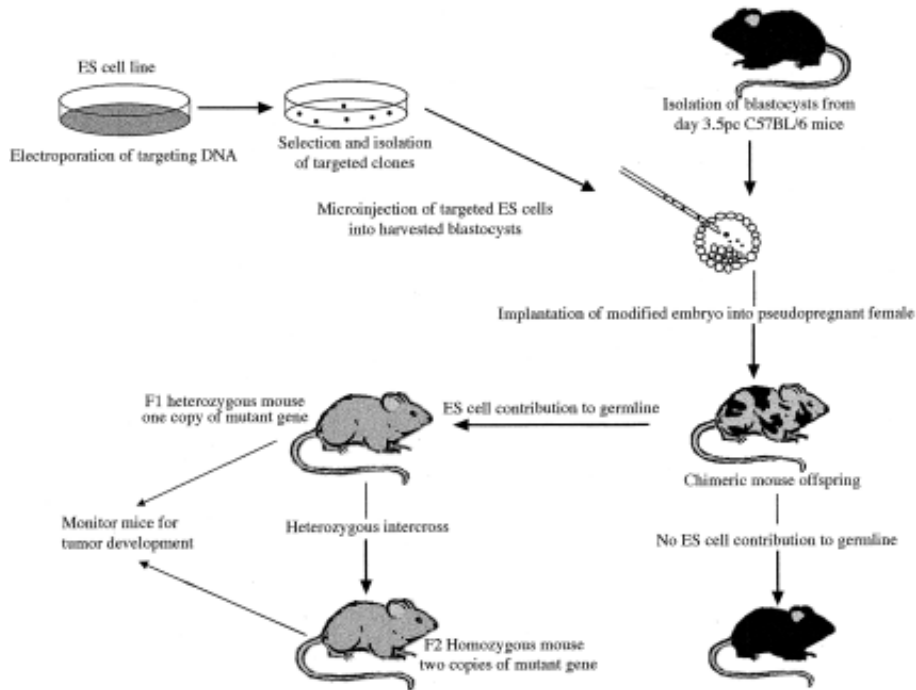 ES cell line
Electroporation of targeting DNA
Selection and isolation
of targeted clones
Isolation of blastocysts from
day 3.5pc C57BL/6 mice
Microinjection of targeted ES cells
into harvested blastocysts
Implantation of modified embryo into pseudopregnant female
F1 heterozygous mouse
one copy of mutant gene
ES cell contribution to germline
Chimeric mouse offspring
Monitor mice for
tumor development
Heterozygous intercross
No ES cell contribution to germline
F2 Homozygous mouse
two copies of mutant gene